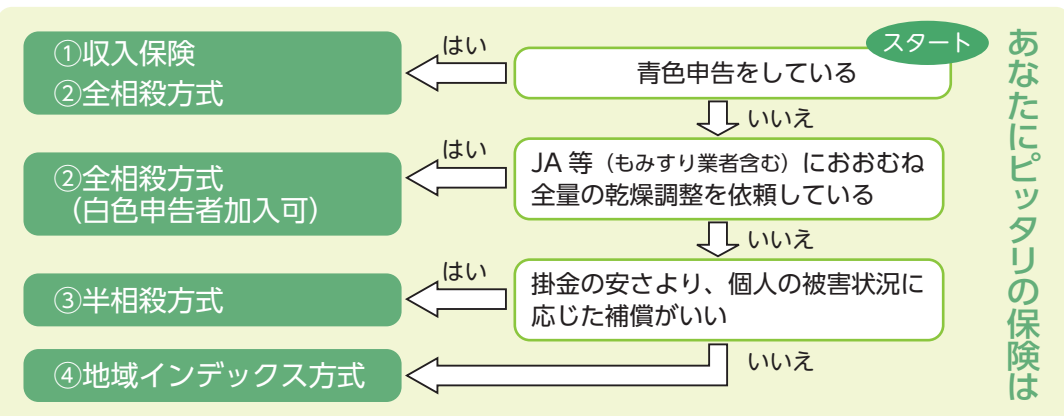 あなたにピッタリの保険は
スタート
青色申告をしている
はい
①収入保険
②全相殺方式
いいえ
JA 等（もみすり業者含む）におおむね
全量の乾燥調整を依頼している
はい
②全相殺方式
（白色申告者加入可）
いいえ
掛金の安さより、個人の被害状況に
応じた補償がいい
はい
③半相殺方式
いいえ
④地域インデックス方式